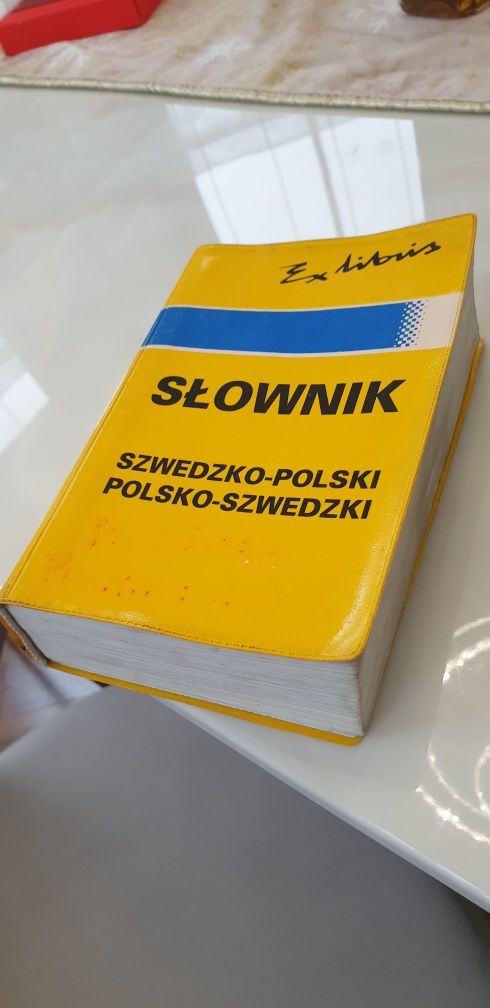 Ex libris
SŁOWNIK
SZWEDZKO-POLSKI
POLSKO-SZWEDZKI